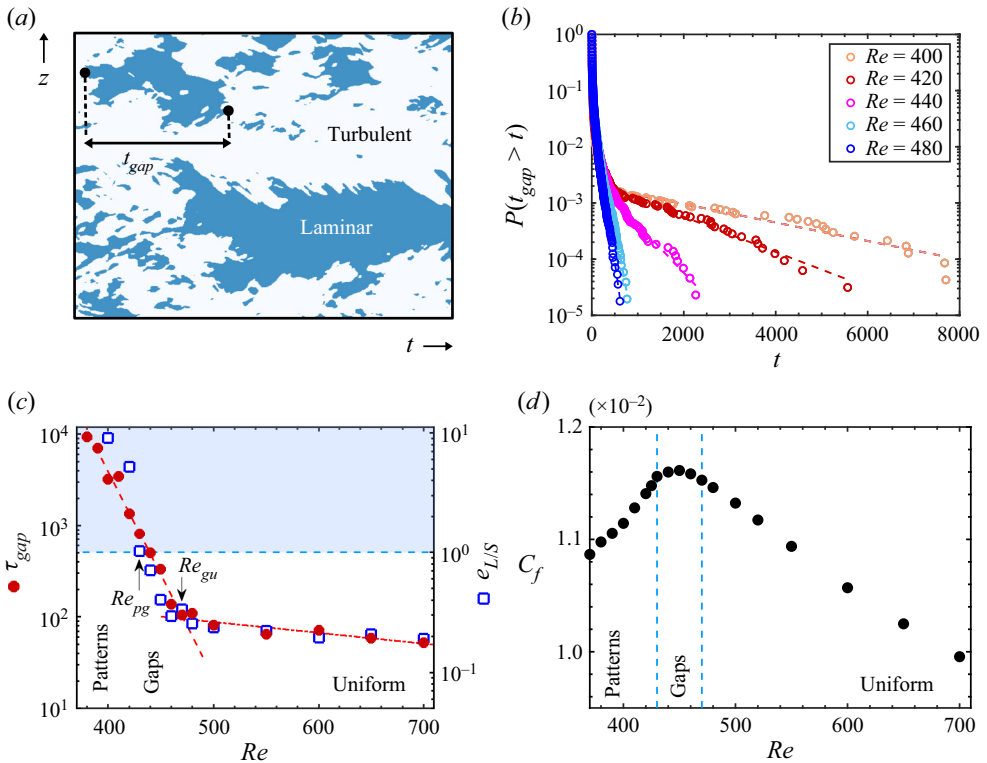 (a)
z
t_gap
Turbulent
Laminar
t
(b)
P(t_gap > t)
10^0
10^–1
10^–2
10^–3
10^–4
10^–5
Re = 400
Re = 420
Re = 440
Re = 460
Re = 480
0 2000 4000 6000 8000
t
(c)
τ_gap
10^4
10^3
10^2
10^1
Re_pg
Re_gu
Patterns
Gaps
Uniform
10^1
10^0
10^–1
e_L/S
400 500 600 700
Re
(d)
(×10^–2)
1.2
1.1
1.0
C_f
Patterns
Gaps
Uniform
400 500 600 700
Re